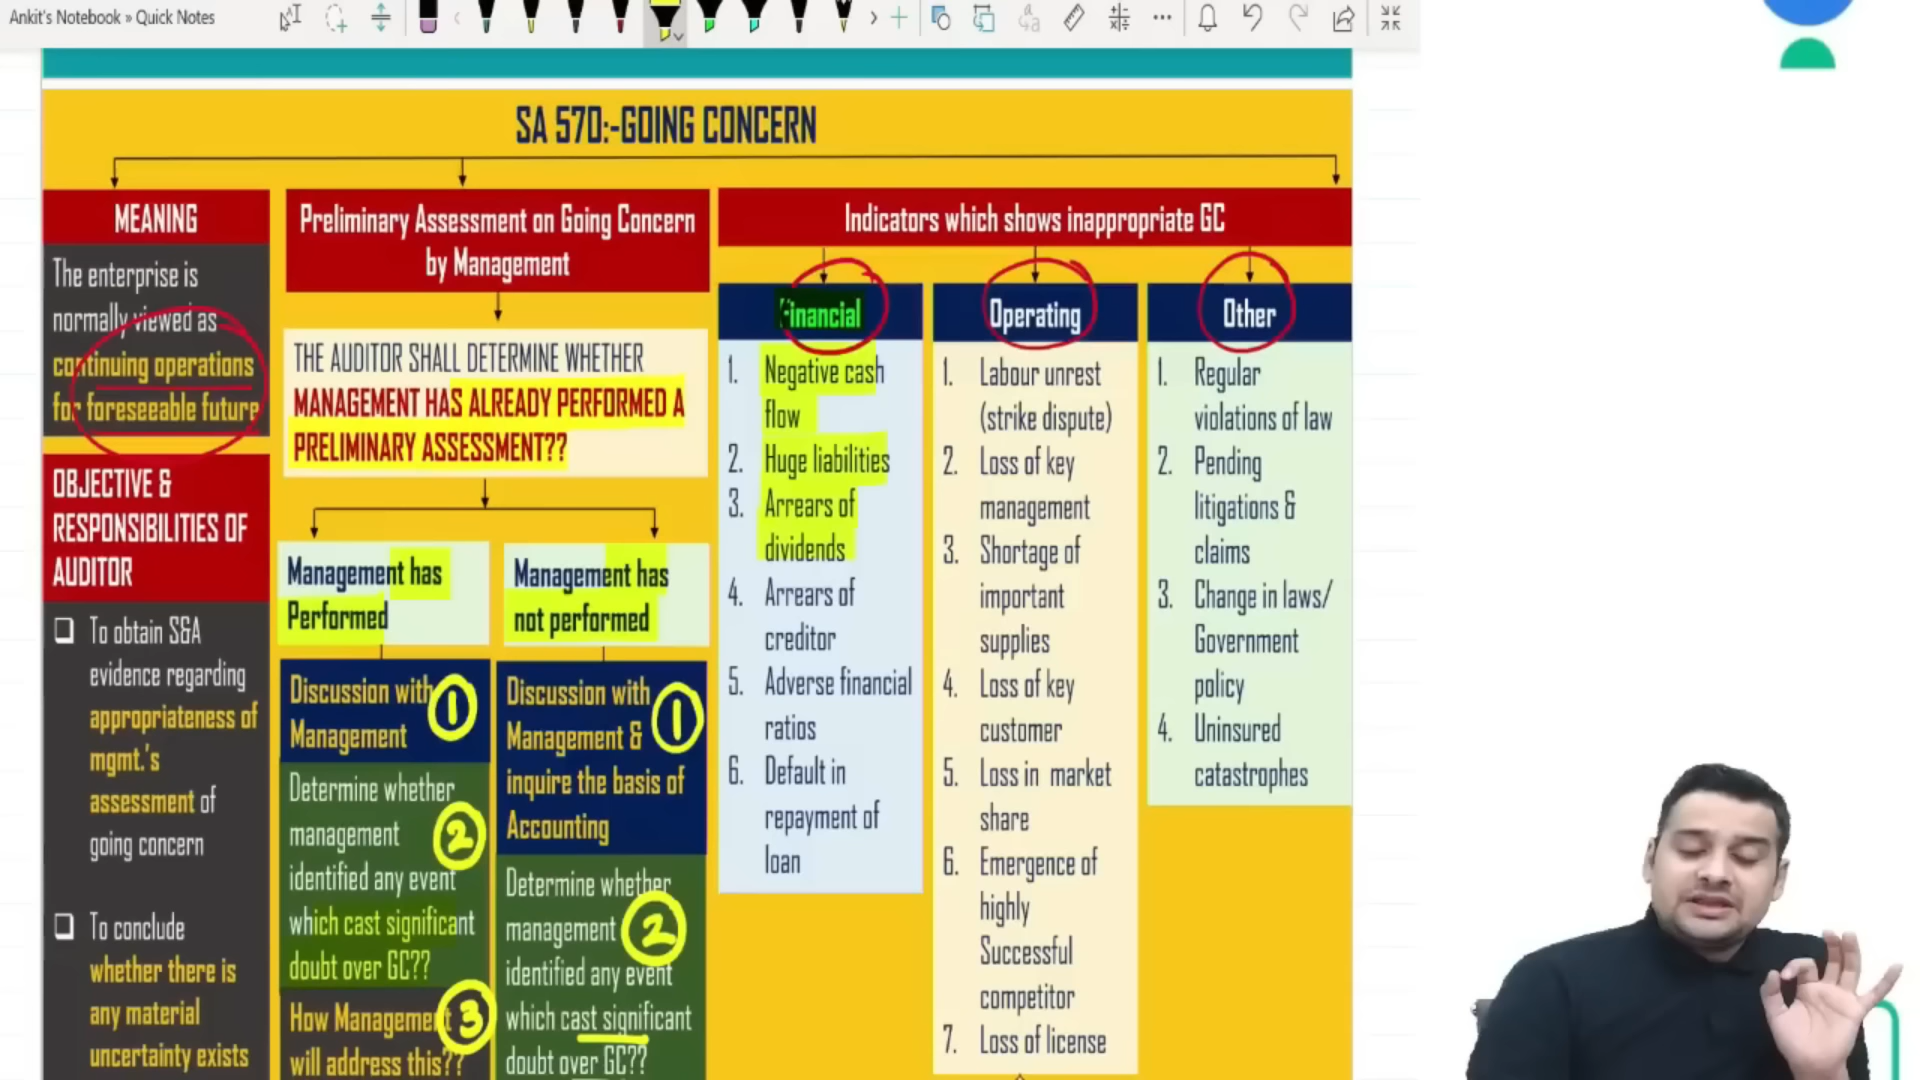 Ankit's Notebook » Quick Notes
SA 570:-GOING CONCERN
MEANING
The enterprise is
normally viewed as
continuing operations
for foreseeable future
OBJECTIVE &
RESPONSIBILITIES OF
AUDITOR
To obtain S&A
evidence regarding
appropriateness of
mgmt.'s
assessment of
going concern
To conclude
whether there is
any material
uncertainty exists
Preliminary Assessment on Going Concern
by Management
THE AUDITOR SHALL DETERMINE WHETHER
MANAGEMENT HAS ALREADY PERFORMED A
PRELIMINARY ASSESSMENT??
Management has
Performed
Discussion with
Management
1
Determine whether
management
identified any event
which cast significant
doubt over GC??
2
How Management
will address this??
3
Management has
not performed
Discussion with
Management &
inquire the basis of
Accounting
1
Determine whether
management
identified any event
which cast significant
doubt over GC??
2
Indicators which shows inappropriate GC
Financial
1. Negative cash
flow
2. Huge liabilities
3. Arrears of
dividends
4. Arrears of
creditor
5. Adverse financial
ratios
6. Default in
repayment of
loan
Operating
1. Labour unrest
(strike dispute)
2. Loss of key
management
3. Shortage of
important
supplies
4. Loss of key
customer
5. Loss in market
share
6. Emergence of
highly
Successful
competitor
7. Loss of license
Other
1. Regular
violations of law
2. Pending
litigations &
claims
3. Change in laws/
Government
policy
4. Uninsured
catastrophes